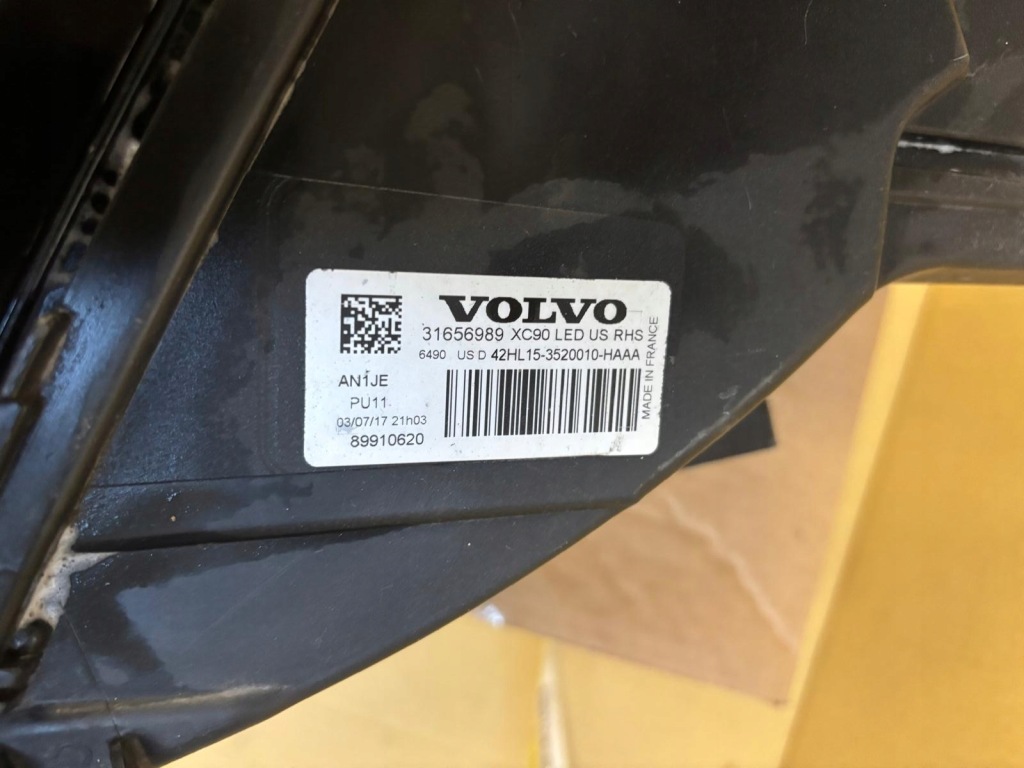 VOLVO
31656989 XC90 LED US RHS
6490 US D 42HL15-3520010-HAAA
AN1JE
PU11
03/07/17 21h03
89910620
MADE IN FRANCE